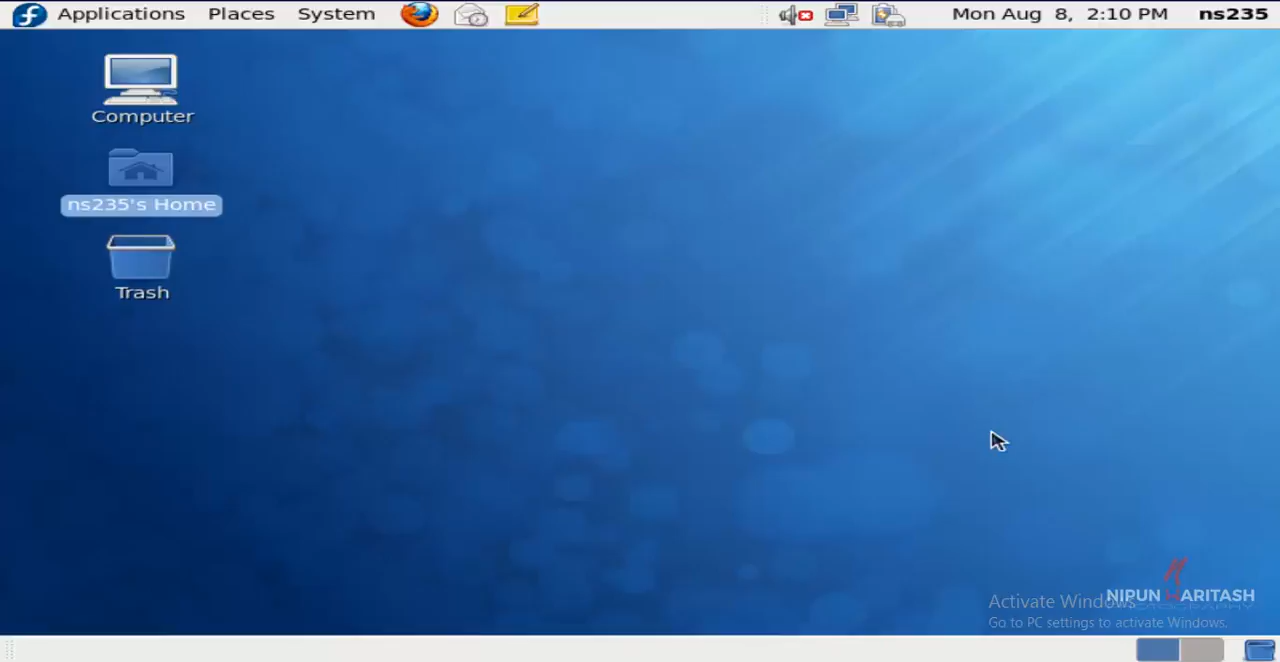 Applications Places System Mon Aug 8, 2:10 PM ns235
Computer
ns235's Home
Trash
NIPUN HARITASH
Activate Windows
Go to PC settings to activate Windows.